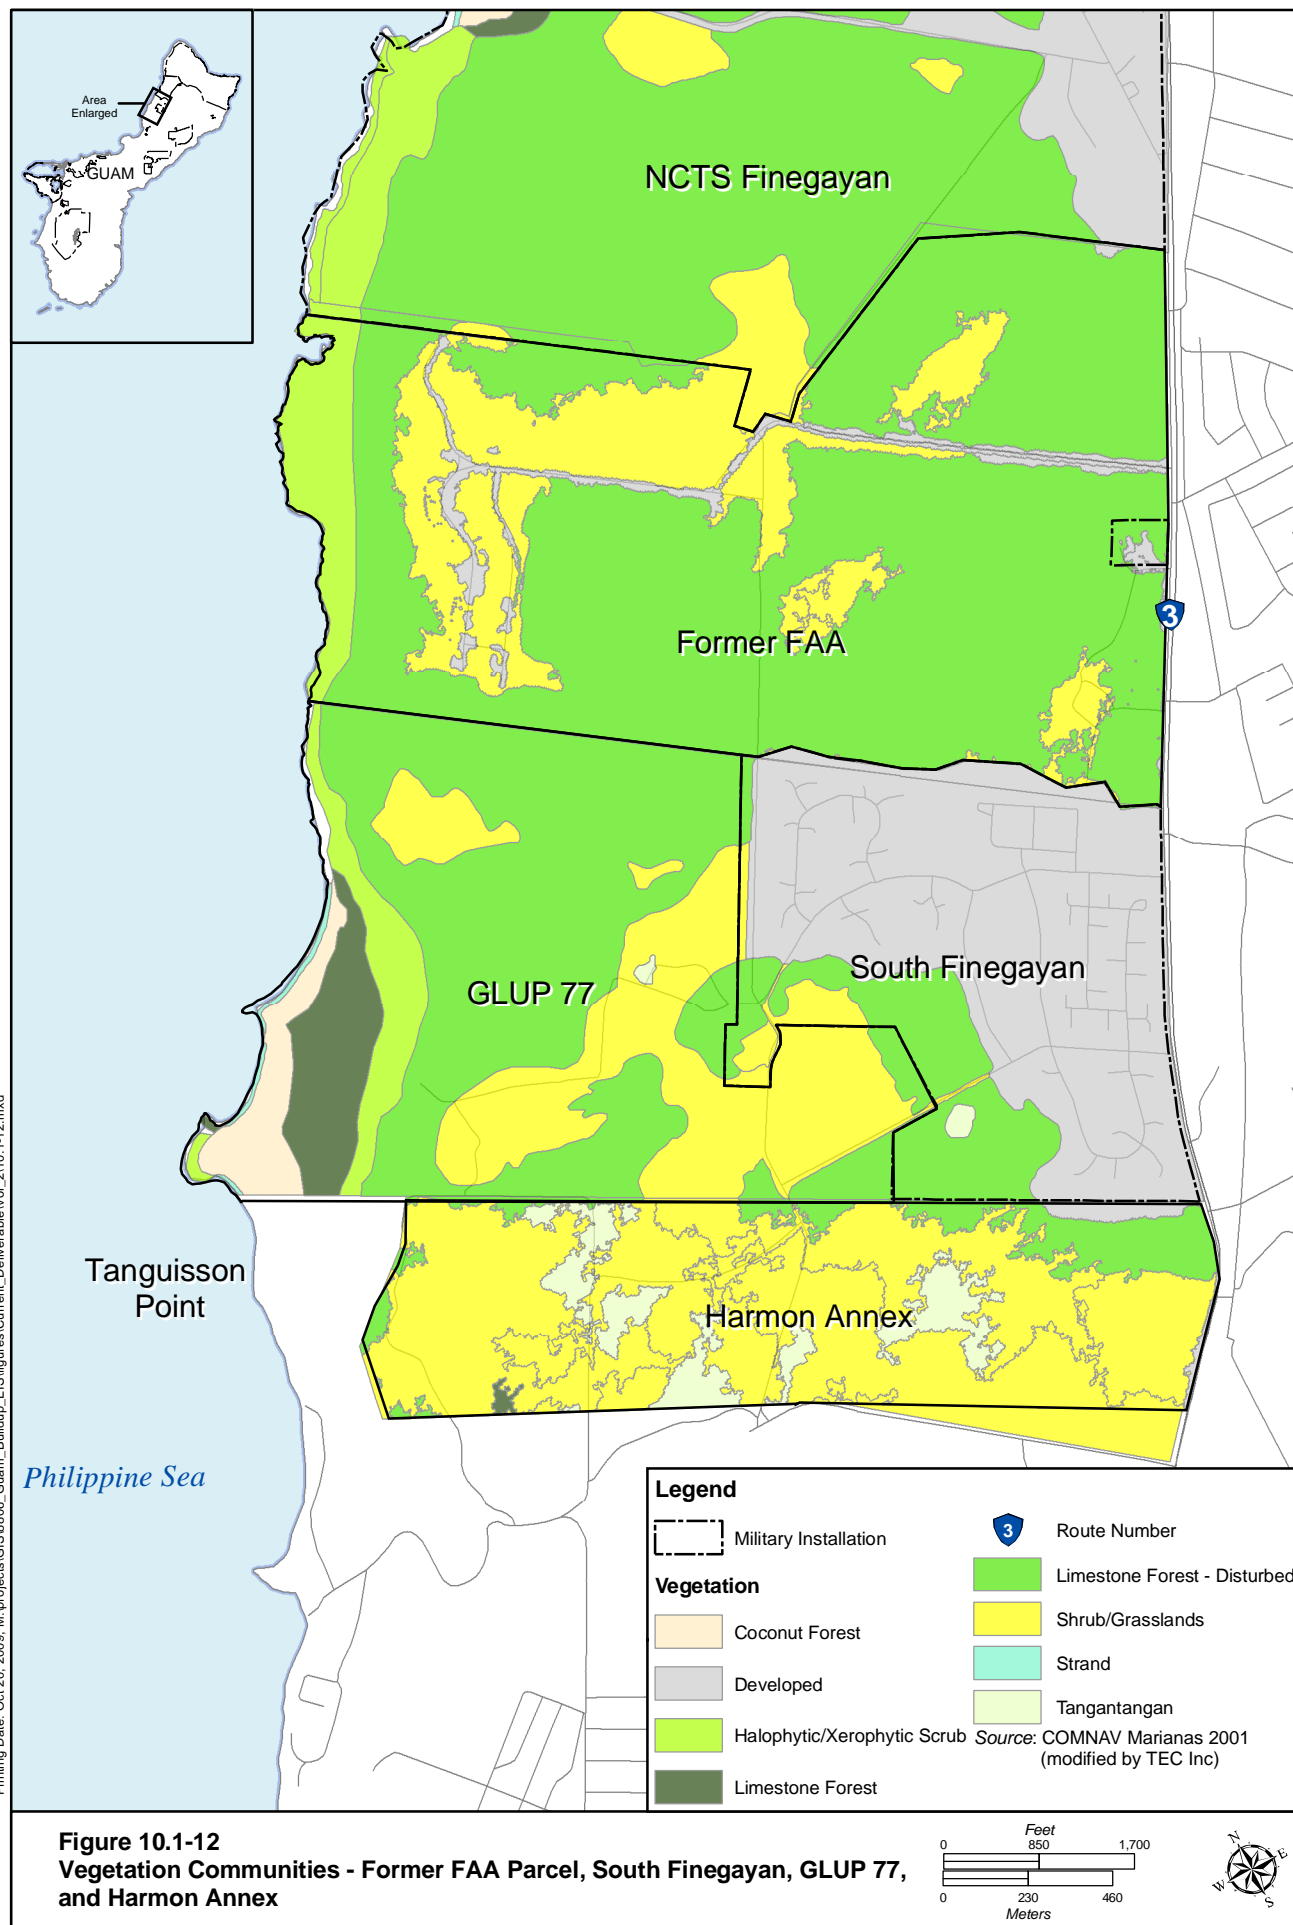 Area
Enlarged
GUAM
NCTS Finegayan
3
Former FAA
South Finegayan
GLUP 77
Tanguisson
Point
Harmon Annex
Philippine Sea
Legend
Military Installation
Vegetation
Coconut Forest
Developed
Halophytic/Xerophytic Scrub
Limestone Forest
3
Route Number
Limestone Forest - Disturbed
Shrub/Grasslands
Strand
Tangantangan
Source: COMNAV Marianas 2001
(modified by TEC Inc)
Figure 10.1-12
Vegetation Communities - Former FAA Parcel, South Finegayan, GLUP 77,
and Harmon Annex
Feet
0 850 1,700
0 230 460
Meters
N
E
W
S